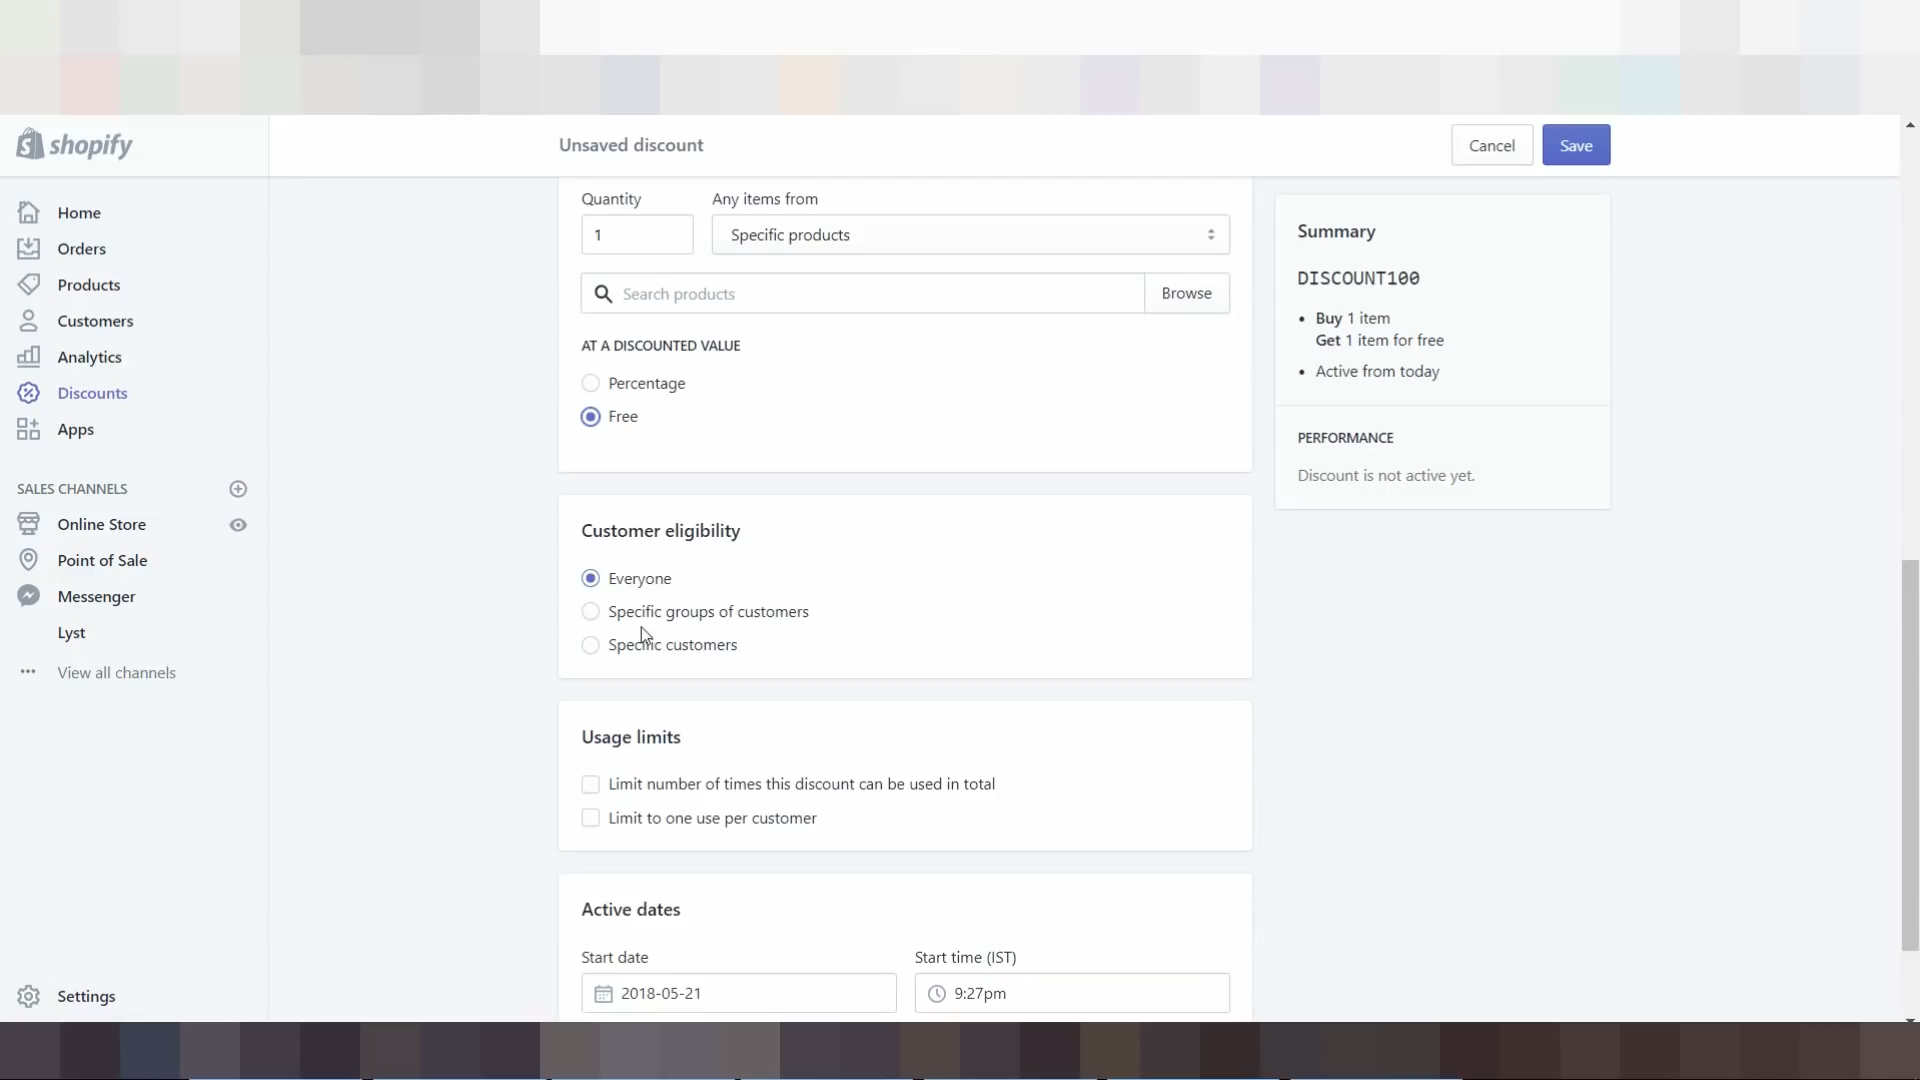 shopify
Unsaved discount
Cancel
Save
Home
Orders
Products
Customers
Analytics
Discounts
Apps
SALES CHANNELS
Online Store
Point of Sale
Messenger
Lyst
View all channels
Settings
Quantity
Any items from
1
Specific products
Search products
Browse
AT A DISCOUNTED VALUE
Percentage
Free
Customer eligibility
Everyone
Specific groups of customers
Specific customers
Usage limits
Limit number of times this discount can be used in total
Limit to one use per customer
Active dates
Start date
Start time (IST)
2018-05-21
9:27pm
Summary
DISCOUNT100
• Buy 1 item
Get 1 item for free
• Active from today
PERFORMANCE
Discount is not active yet.